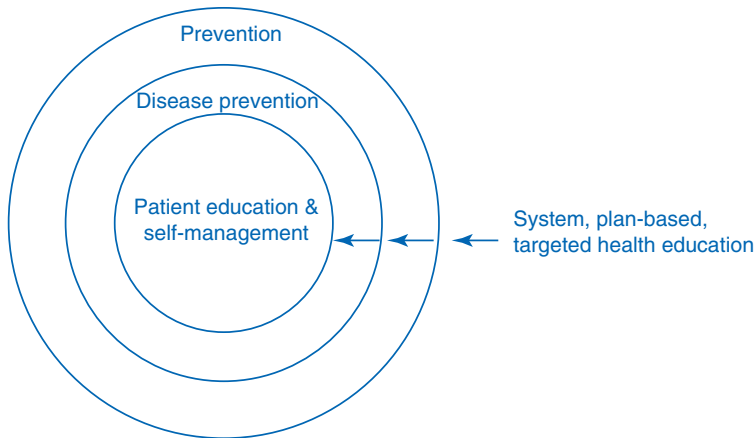 Prevention
Disease prevention
Patient education &
self-management
System, plan-based,
targeted health education